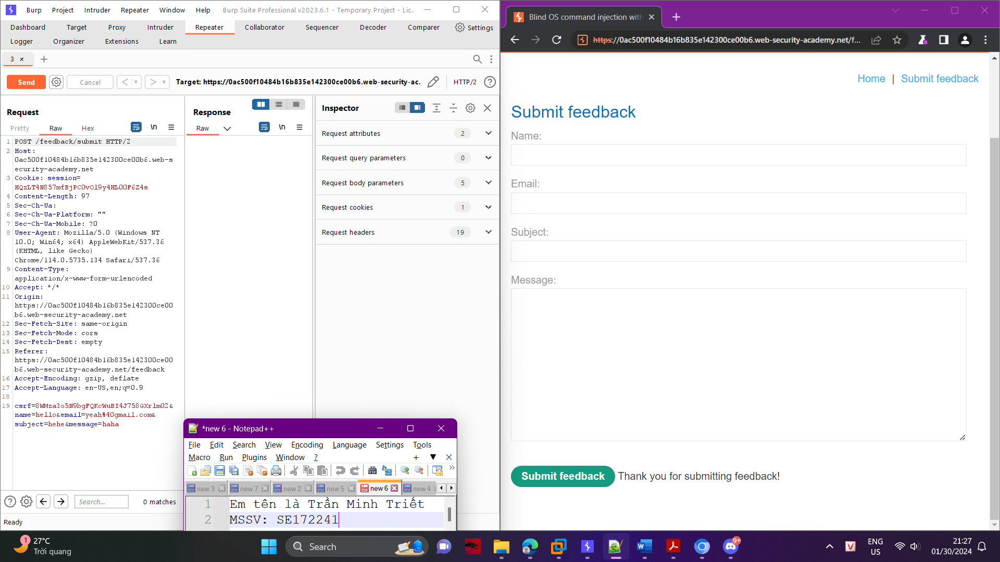 Burp Project Intruder Repeater Window Help Burp Suite Professional v2023.6.1 - Temporary Project - Lic...
Dashboard Target Proxy Intruder Repeater Collaborator Sequencer Decoder Comparer Settings
Logger Organizer Extensions Learn
3 ×
Send Cancel Target: https://0ac500f10484b16b835e142300ce00b6.web-security-ac. HTTP/2
Request
Pretty Raw Hex \n
1 POST /feedback/submit HTTP/2
2 Host:
0ac500f10484b16b835e142300ce00b6.web-s
ecurity-academy.net
3 Cookie: session=
HQzLT4N857mfBjPC0vOl9y4HL00F6Z4s
4 Content-Length: 97
5 Sec-Ch-Ua:
6 Sec-Ch-Ua-Platform: ""
7 Sec-Ch-Ua-Mobile: ?0
8 User-Agent: Mozilla/5.0 (Windows NT
10.0; Win64; x64) AppleWebKit/537.36
(KHTML, like Gecko)
Chrome/114.0.5735.134 Safari/537.36
9 Content-Type:
application/x-www-form-urlencoded
10 Accept: */*
11 Origin:
https://0ac500f10484b16b835e142300ce00
b6.web-security-academy.net
12 Sec-Fetch-Site: same-origin
13 Sec-Fetch-Mode: cors
14 Sec-Fetch-Dest: empty
15 Referer:
https://0ac500f10484b16b835e142300ce00
b6.web-security-academy.net/feedback
16 Accept-Encoding: gzip, deflate
17 Accept-Language: en-US,en;q=0.9
18
19 csrf=8WMza3o5N9bgFQKcWuBI4J758GXrlm02&
name=hello&email=yeah%40gmail.com&
subject=hehe&message=haha
Search... 0 matches
Ready
Response
Raw \n
Inspector
Request attributes 2
Request query parameters 0
Request body parameters 5
Request cookies 1
Request headers 19
*new 6 - Notepad++
File Edit Search View Encoding Language Settings Tools
Macro Run Plugins Window ?
new 3 new 7 new 2 new 5 new 6 new 4
1 Em tên là Trần Minh Triết
2 MSSV: SE172241
Blind OS command injection with
https://0ac500f10484b16b835e142300ce00b6.web-security-academy.net/f...
Home | Submit feedback
Submit feedback
Name:
Email:
Subject:
Message:
Submit feedback Thank you for submitting feedback!
1 27°C
Trời quang
Search
9+
ENG
US
21:27
01/30/2024